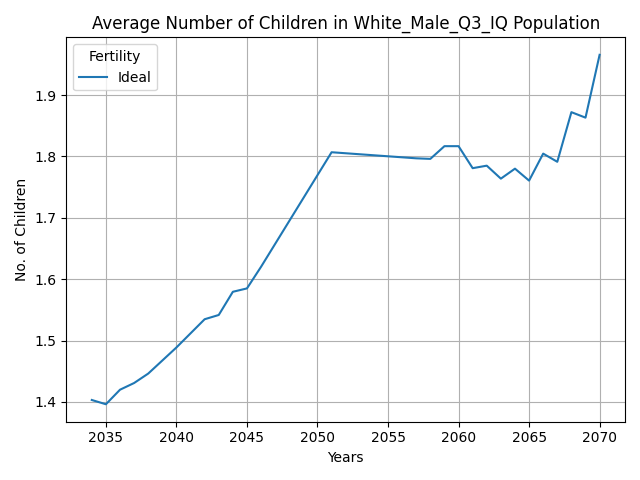 Average Number of Children in White_Male_Q3_IQ Population
Fertility
Ideal
1.9
1.8
1.7
1.6
1.5
1.4
No. of Children
2035 2040 2045 2050 2055 2060 2065 2070
Years